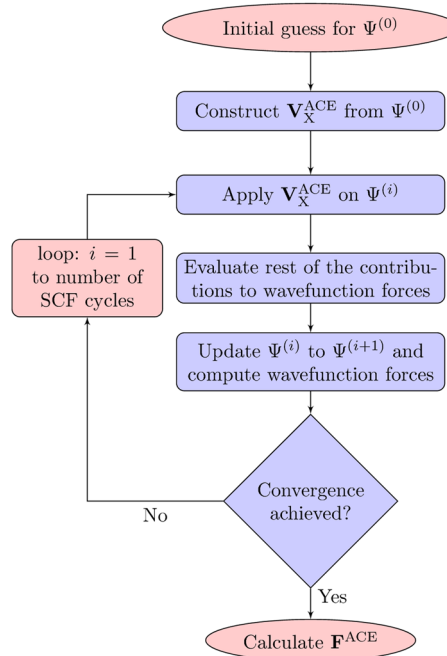 Initial guess for Ψ^(0)
Construct V_X^ACE from Ψ^(0)
Apply V_X^ACE on Ψ^(i)
loop: i = 1
to number of
SCF cycles
Evaluate rest of the contribu-
tions to wavefunction forces
Update Ψ^(i) to Ψ^(i+1) and
compute wavefunction forces
Convergence
achieved?
No
Yes
Calculate F^ACE